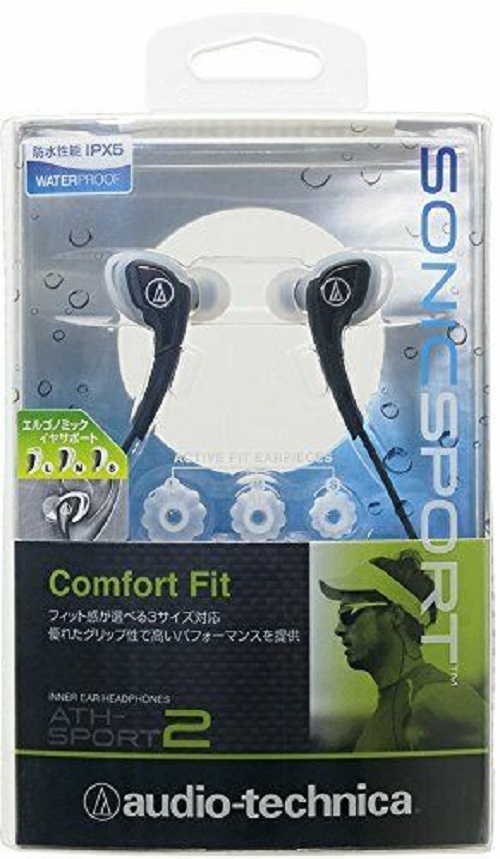 防水性能 IPX5
WATERPROOF
SONICSPORT™
エルゴノミック
イヤサポート
L N S
ACTIVE FIT EARPIECES
L M S
Comfort Fit
フィット感が選べる3サイズ対応
優れたグリップ性で高いパフォーマンスを提供
INNER EAR HEADPHONES
ATH-
SPORT2
audio-technica